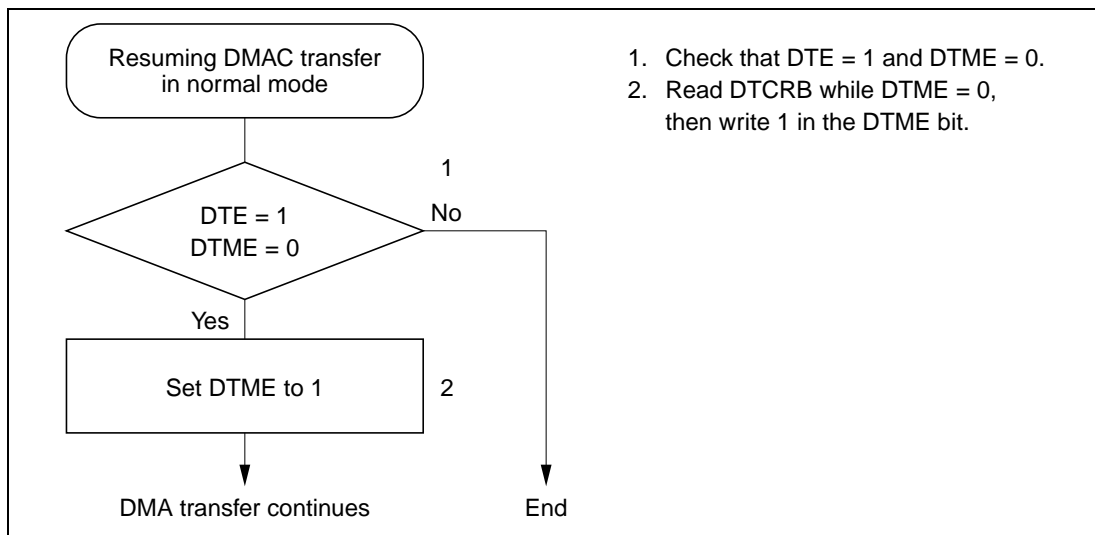 Resuming DMAC transfer
in normal mode
1. Check that DTE = 1 and DTME = 0.
2. Read DTCRB while DTME = 0,
then write 1 in the DTME bit.
1
DTE = 1
DTME = 0
No
Yes
Set DTME to 1
2
DMA transfer continues
End